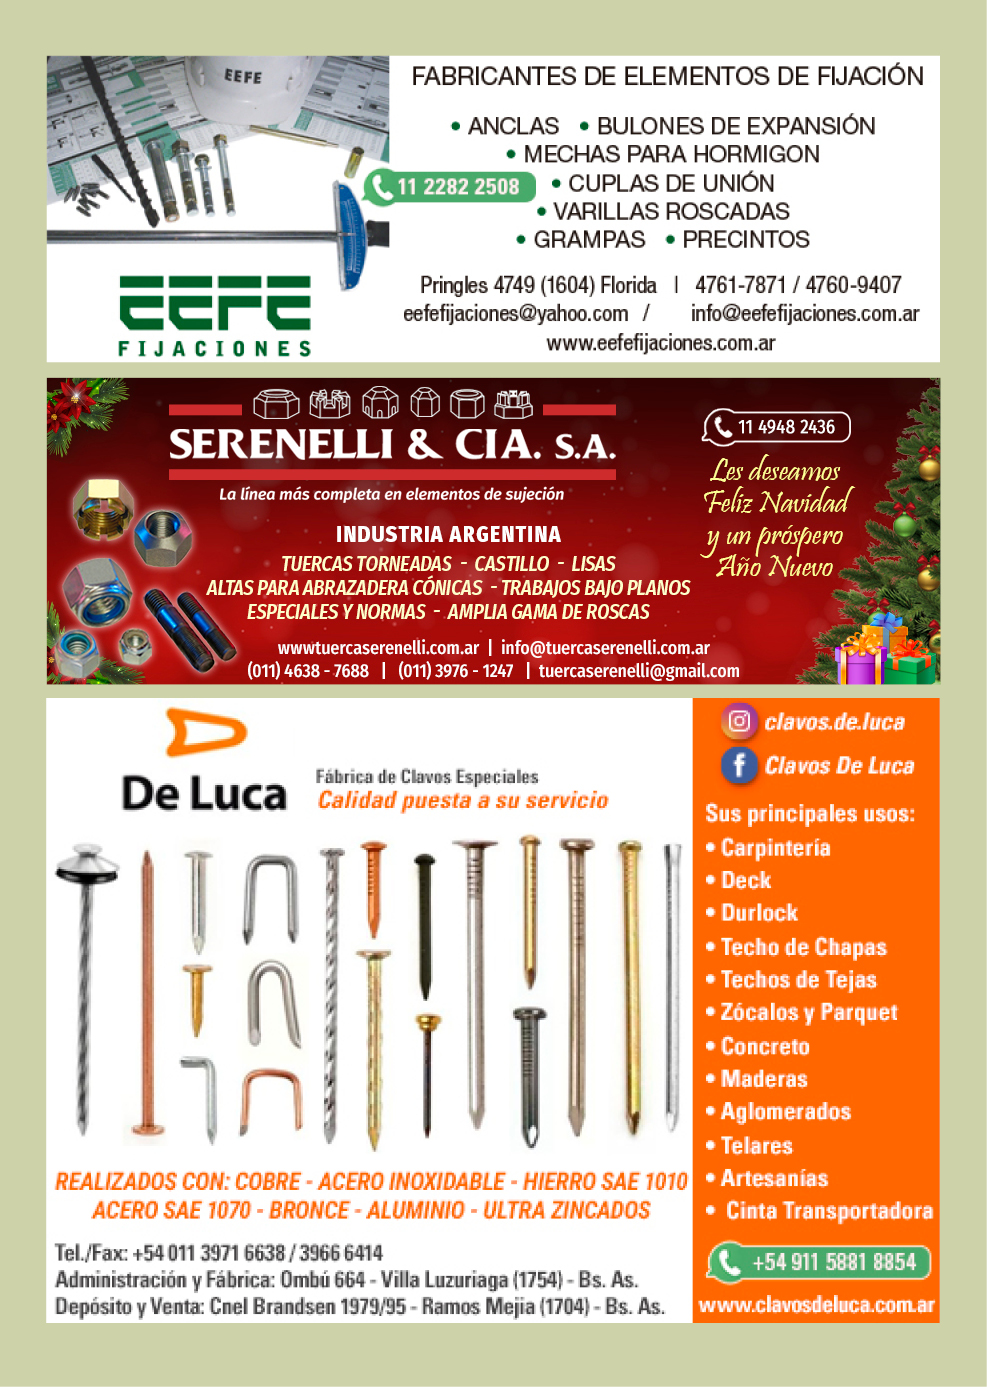 EEFE
FABRICANTES DE ELEMENTOS DE FIJACIÓN
• ANCLAS • BULONES DE EXPANSIÓN
• MECHAS PARA HORMIGON
11 2282 2508
• CUPLAS DE UNIÓN
• VARILLAS ROSCADAS
• GRAMPAS • PRECINTOS
EEFE
FIJACIONES
Pringles 4749 (1604) Florida | 4761-7871 / 4760-9407
eefefijaciones@yahoo.com / info@eefefijaciones.com.ar
www.eefefijaciones.com.ar
SERENELLI & CIA. S.A.
La línea más completa en elementos de sujeción
INDUSTRIA ARGENTINA
TUERCAS TORNEADAS - CASTILLO - LISAS
ALTAS PARA ABRAZADERA CÓNICAS - TRABAJOS BAJO PLANOS
ESPECIALES Y NORMAS - AMPLIA GAMA DE ROSCAS
wwwtuercaserenelli.com.ar | info@tuercaserenelli.com.ar
(011) 4638 - 7688 | (011) 3976 - 1247 | tuercaserenelli@gmail.com
11 4948 2436
Les deseamos
Feliz Navidad
y un próspero
Año Nuevo
De Luca
Fábrica de Clavos Especiales
Calidad puesta a su servicio
REALIZADOS CON: COBRE - ACERO INOXIDABLE - HIERRO SAE 1010
ACERO SAE 1070 - BRONCE - ALUMINIO - ULTRA ZINCADOS
Tel./Fax: +54 011 3971 6638 / 3966 6414
Administración y Fábrica: Ombú 664 - Villa Luzuriaga (1754) - Bs. As.
Depósito y Venta: Cnel Brandsen 1979/95 - Ramos Mejia (1704) - Bs. As.
clavos.de.luca
Clavos De Luca
Sus principales usos:
• Carpintería
• Deck
• Durlock
• Techo de Chapas
• Techos de Tejas
• Zócalos y Parquet
• Concreto
• Maderas
• Aglomerados
• Telares
• Artesanías
• Cinta Transportadora
+54 911 5881 8854
www.clavosdeluca.com.ar